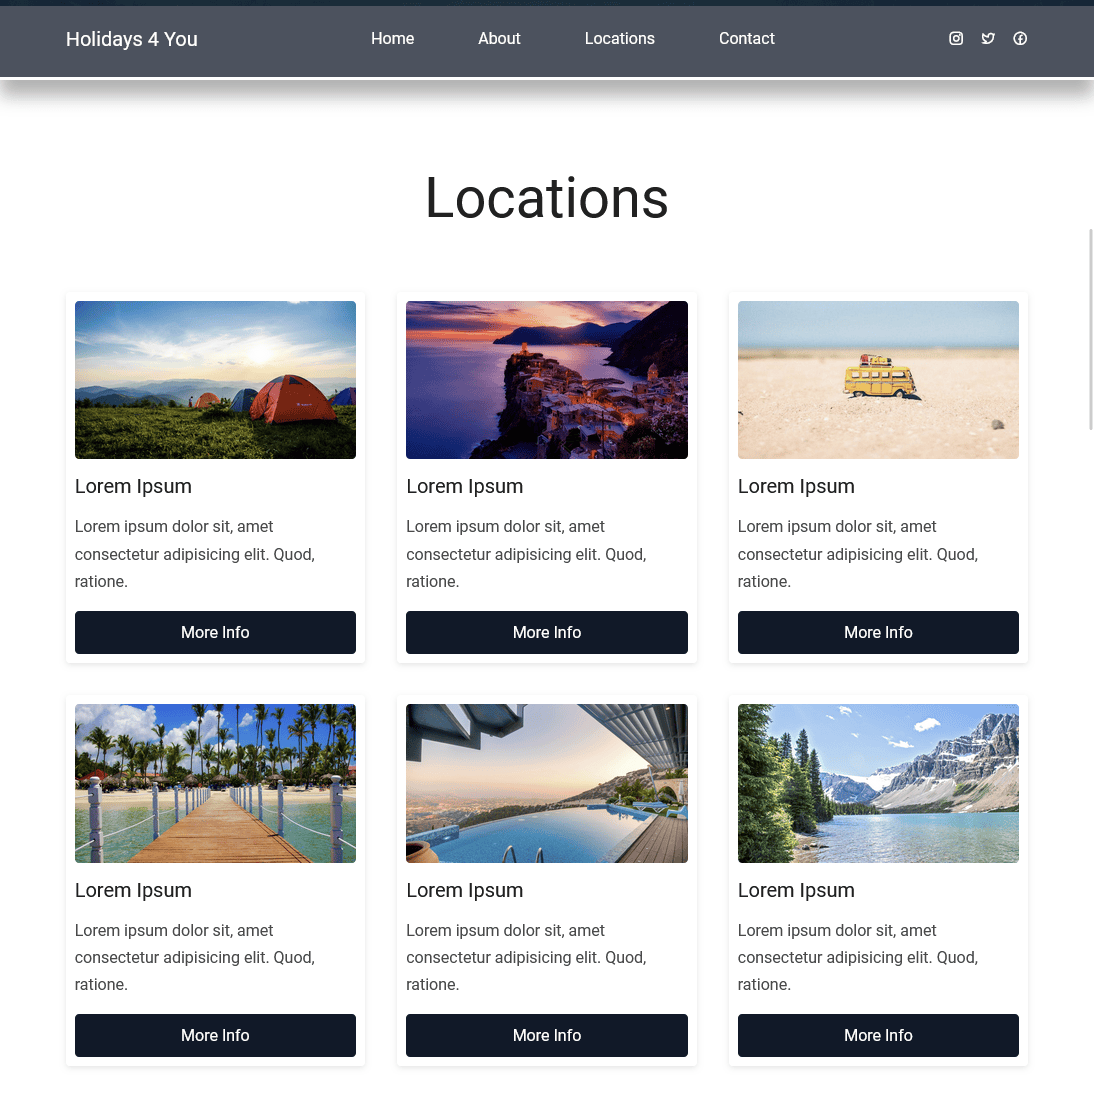 Holidays 4 You Home About Locations Contact
Locations
Lorem Ipsum
Lorem ipsum dolor sit, amet
consectetur adipisicing elit. Quod,
ratione.
More Info
Lorem Ipsum
Lorem ipsum dolor sit, amet
consectetur adipisicing elit. Quod,
ratione.
More Info
Lorem Ipsum
Lorem ipsum dolor sit, amet
consectetur adipisicing elit. Quod,
ratione.
More Info
Lorem Ipsum
Lorem ipsum dolor sit, amet
consectetur adipisicing elit. Quod,
ratione.
More Info
Lorem Ipsum
Lorem ipsum dolor sit, amet
consectetur adipisicing elit. Quod,
ratione.
More Info
Lorem Ipsum
Lorem ipsum dolor sit, amet
consectetur adipisicing elit. Quod,
ratione.
More Info